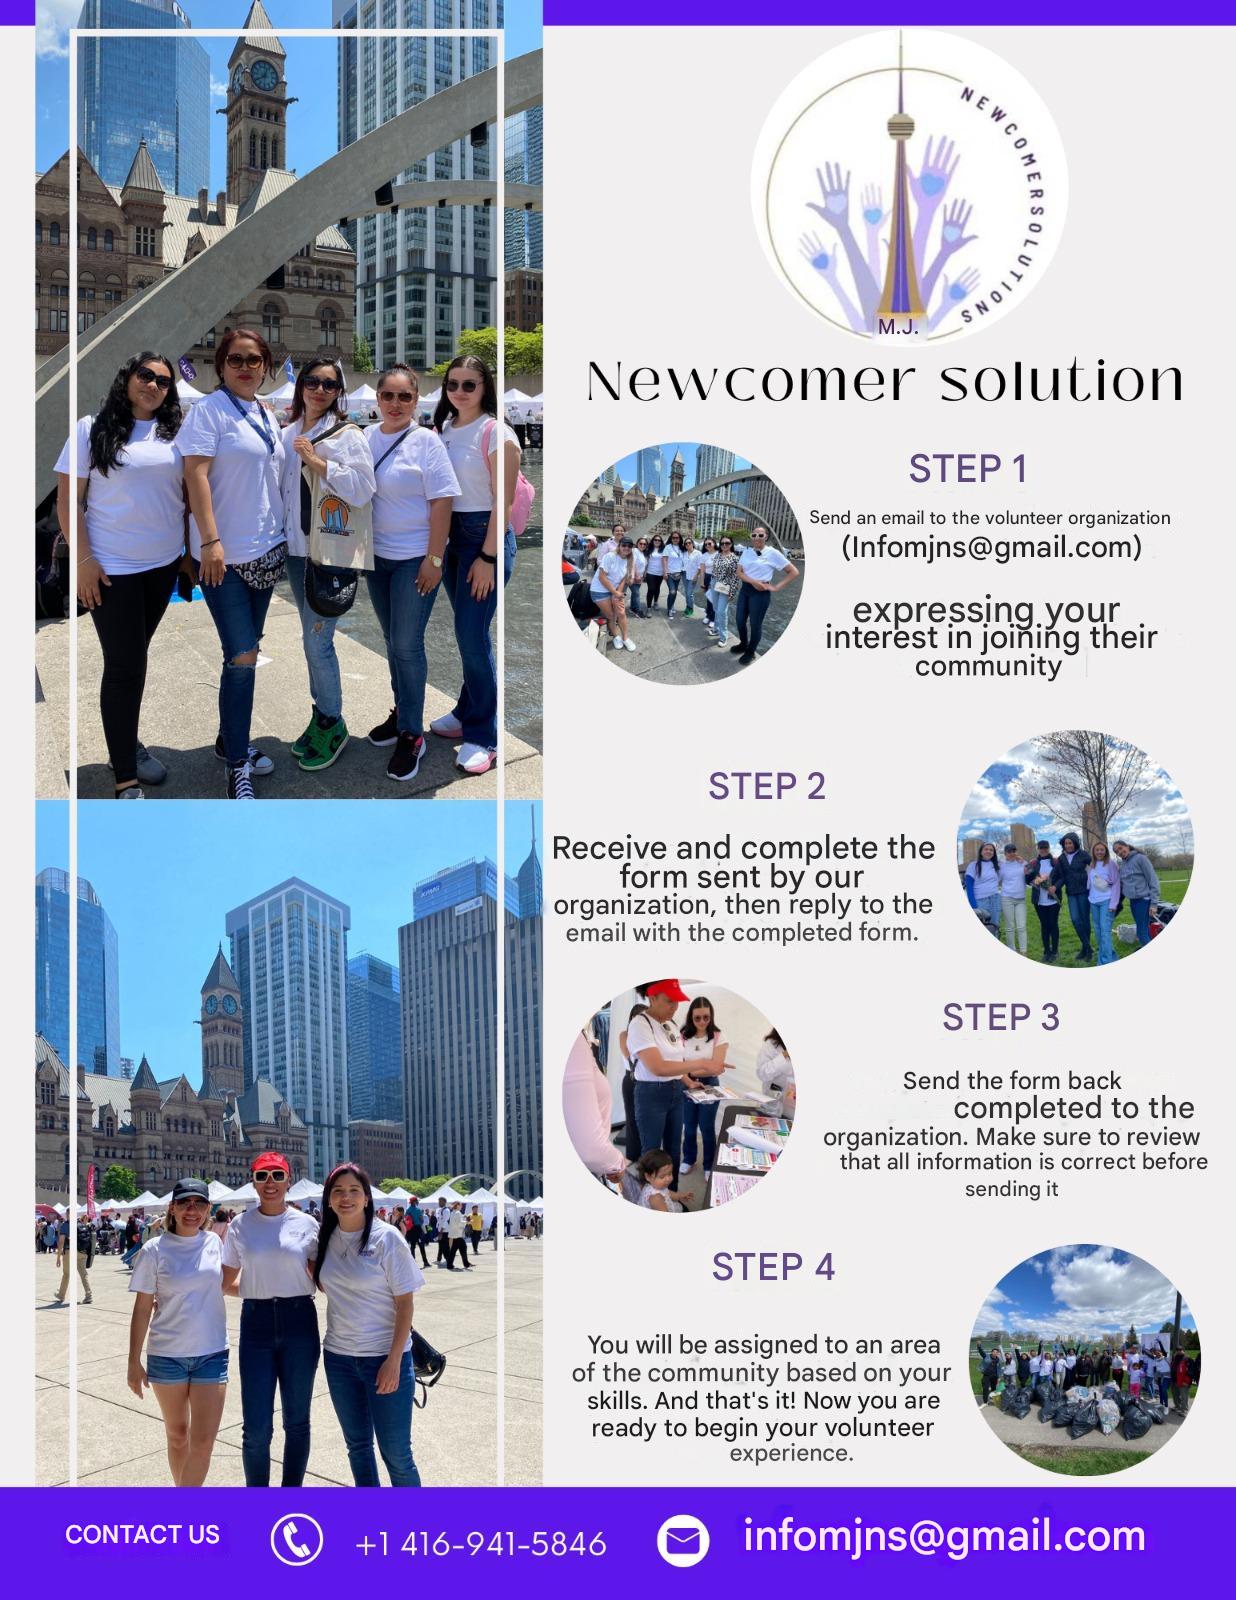 NEWCOMERSOLUTIONS
M.J.
Newcomer solution
STEP 1
Send an email to the volunteer organization
(Infomjns@gmail.com)
expressing your
interest in joining their
community
STEP 2
Receive and complete the
form sent by our
organization, then reply to the
email with the completed form.
STEP 3
Send the form back
completed to the
organization. Make sure to review
that all information is correct before
sending it
STEP 4
You will be assigned to an area
of the community based on your
skills. And that's it! Now you are
ready to begin your volunteer
experience.
CONTACT US
+1 416-941-5846
infomjns@gmail.com
KPMG